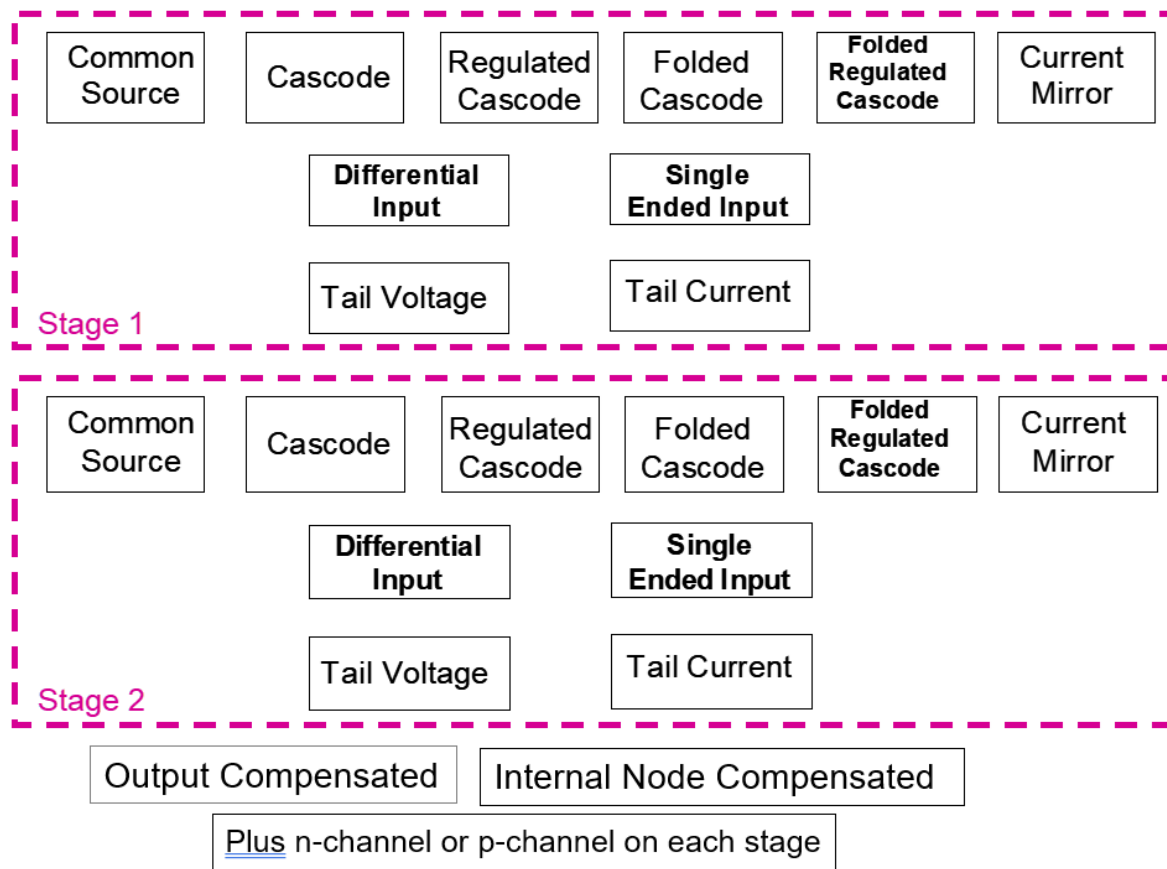 Common
Source
Cascode
Regulated
Cascode
Folded
Cascode
Folded
Regulated
Cascode
Current
Mirror
Differential
Input
Single
Ended Input
Tail Voltage
Tail Current
Stage 1
Common
Source
Cascode
Regulated
Cascode
Folded
Cascode
Folded
Regulated
Cascode
Current
Mirror
Differential
Input
Single
Ended Input
Tail Voltage
Tail Current
Stage 2
Output Compensated
Internal Node Compensated
Plus n-channel or p-channel on each stage